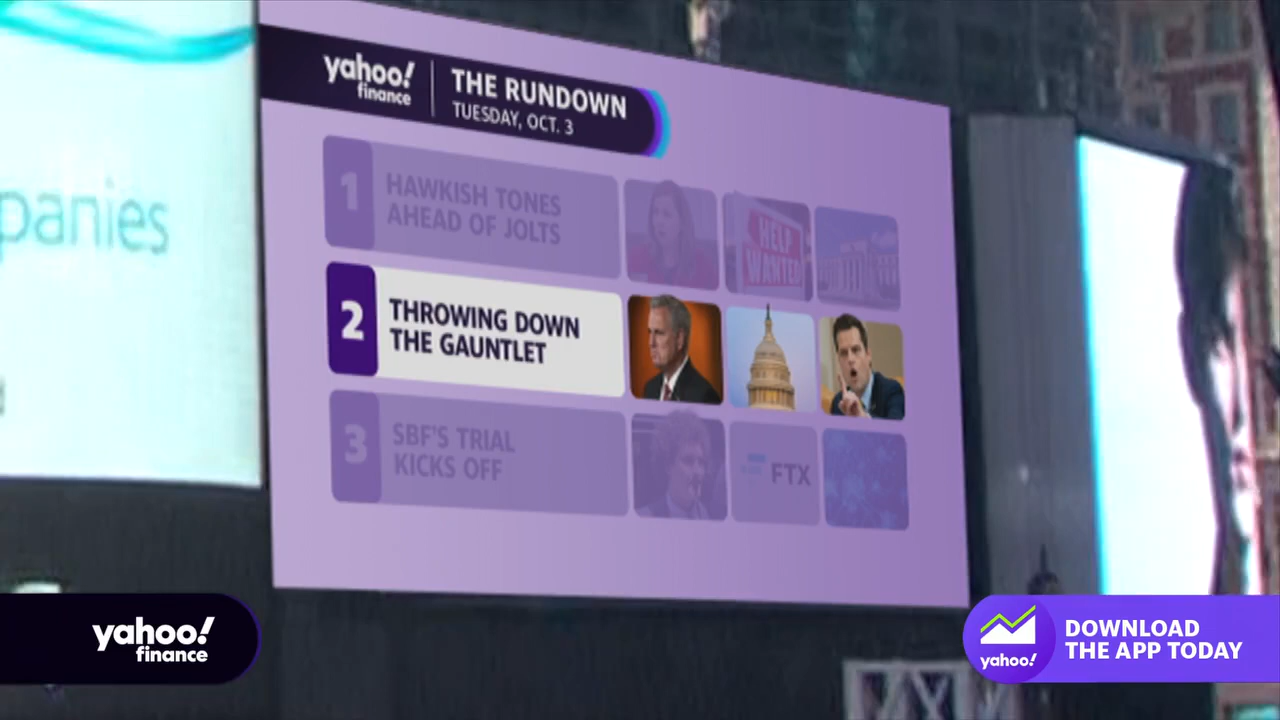 yahoo!
finance
THE RUNDOWN
TUESDAY, OCT. 3
1
HAWKISH TONES
AHEAD OF JOLTS
HELP
WANTED
2
THROWING DOWN
THE GAUNTLET
3
SBF'S TRIAL
KICKS OFF
FTX
panies
yahoo!
finance
yahoo!
DOWNLOAD
THE APP TODAY